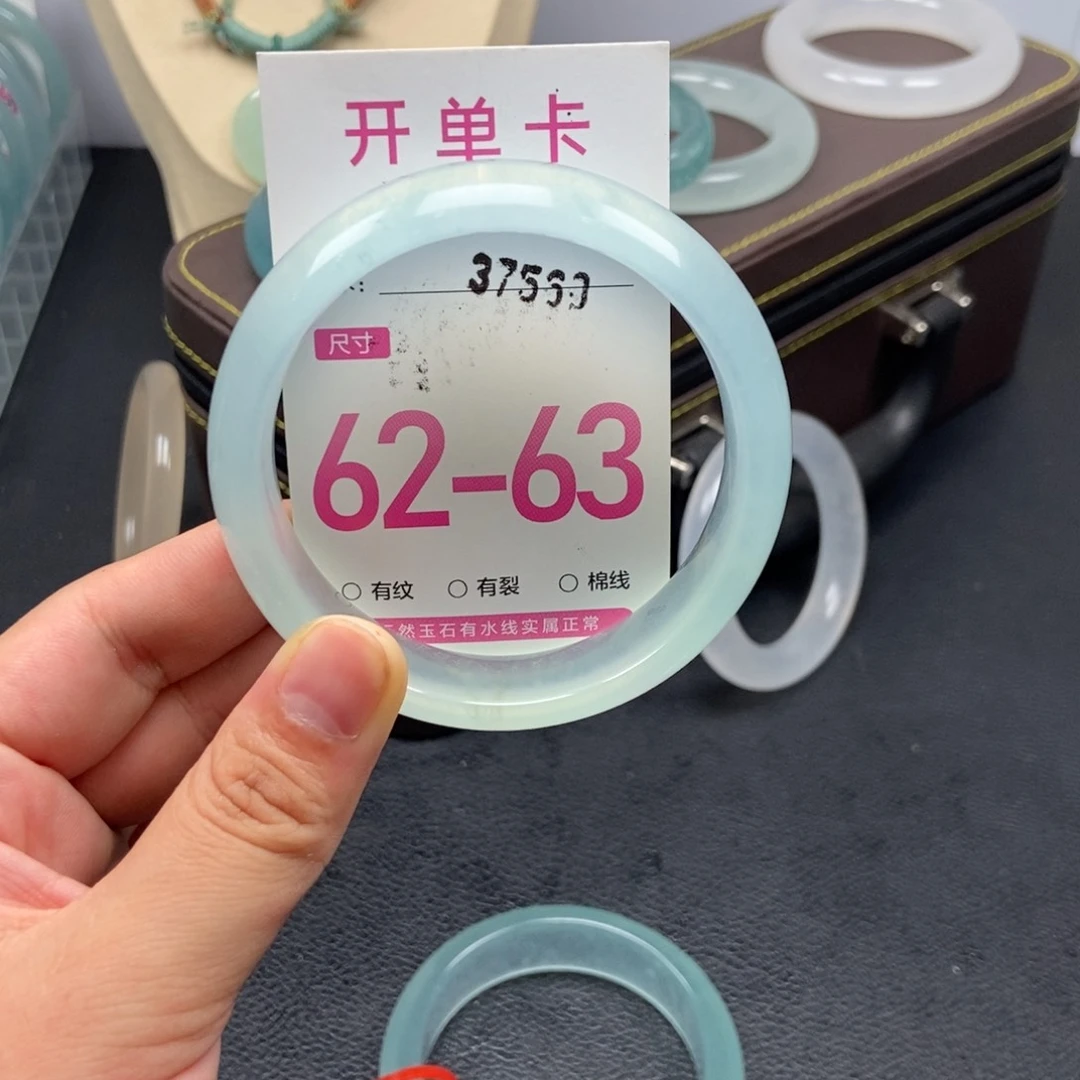 开单卡
37563
尺寸
62-63
○ 有纹 ○ 有裂 ○ 棉线
然玉石有水线实属正常